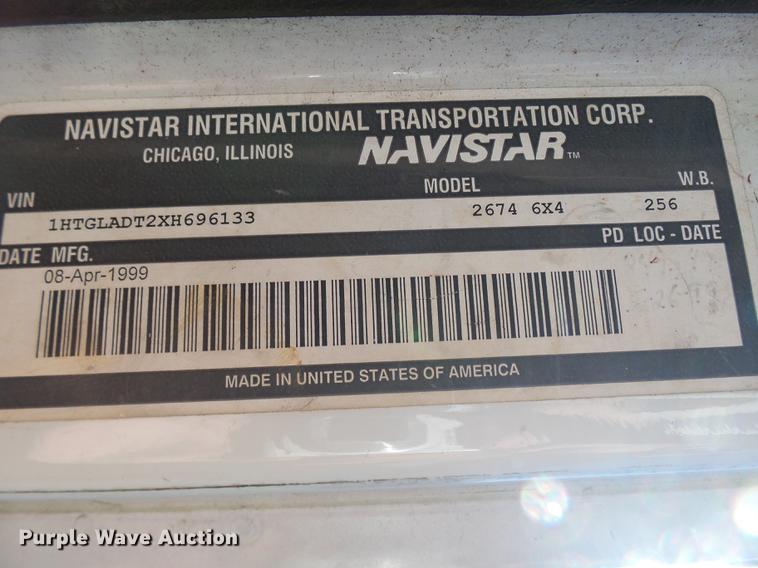 NAVISTAR INTERNATIONAL TRANSPORTATION CORP.
CHICAGO, ILLINOIS NAVISTAR™
VIN MODEL W.B.
1HTGLADT2XH696133 2674 6X4 256
DATE MFG. PD LOC - DATE
08-Apr-1999
MADE IN UNITED STATES OF AMERICA
Purple Wave Auction